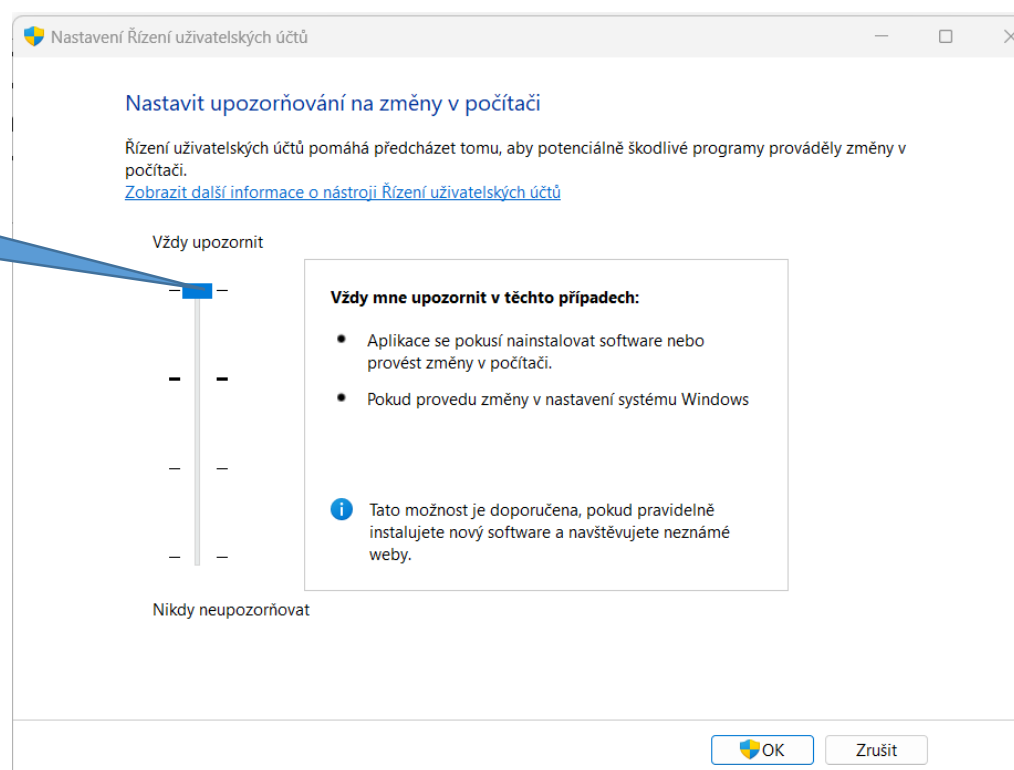 Nastavení Řízení uživatelských účtů
Nastavit upozorňování na změny v počítači
Řízení uživatelských účtů pomáhá předcházet tomu, aby potenciálně škodlivé programy prováděly změny v
počítači.
Zobrazit další informace o nástroji Řízení uživatelských účtů
Vždy upozornit
Vždy mne upozornit v těchto případech:
Aplikace se pokusí nainstalovat software nebo
provést změny v počítači.
Pokud provedu změny v nastavení systému Windows
Tato možnost je doporučena, pokud pravidelně
instalujete nový software a navštěvujete neznámé
weby.
Nikdy neupozorňovat
OK
Zrušit